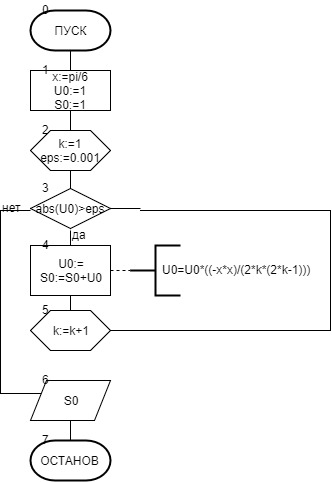 0
ПУСК
1
x:=pi/6
U0:=1
S0:=1
2
k:=1
eps:=0.001
3
нет
abs(U0)>eps
да
4
U0:=
S0:=S0+U0
U0=U0*((-x*x)/(2*k*(2*k-1)))
5
k:=k+1
6
S0
7
ОСТАНОВ